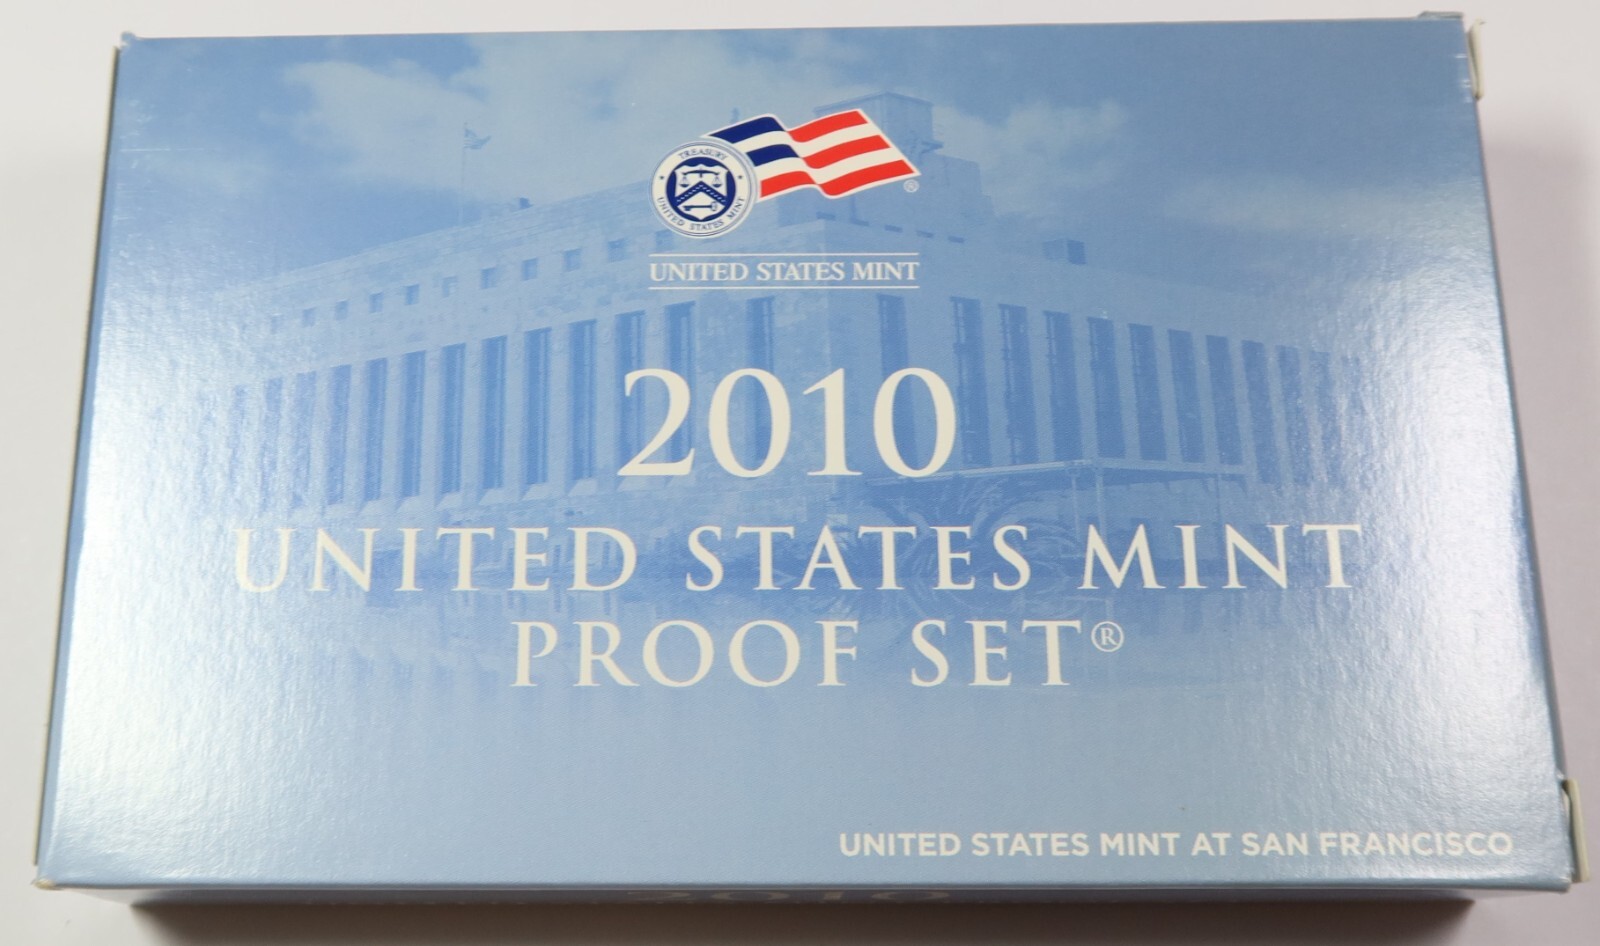 TREASURY
UNITED STATES MINT
®
UNITED STATES MINT
2010
UNITED STATES MINT
PROOF SET®
UNITED STATES MINT AT SAN FRANCISCO
2010